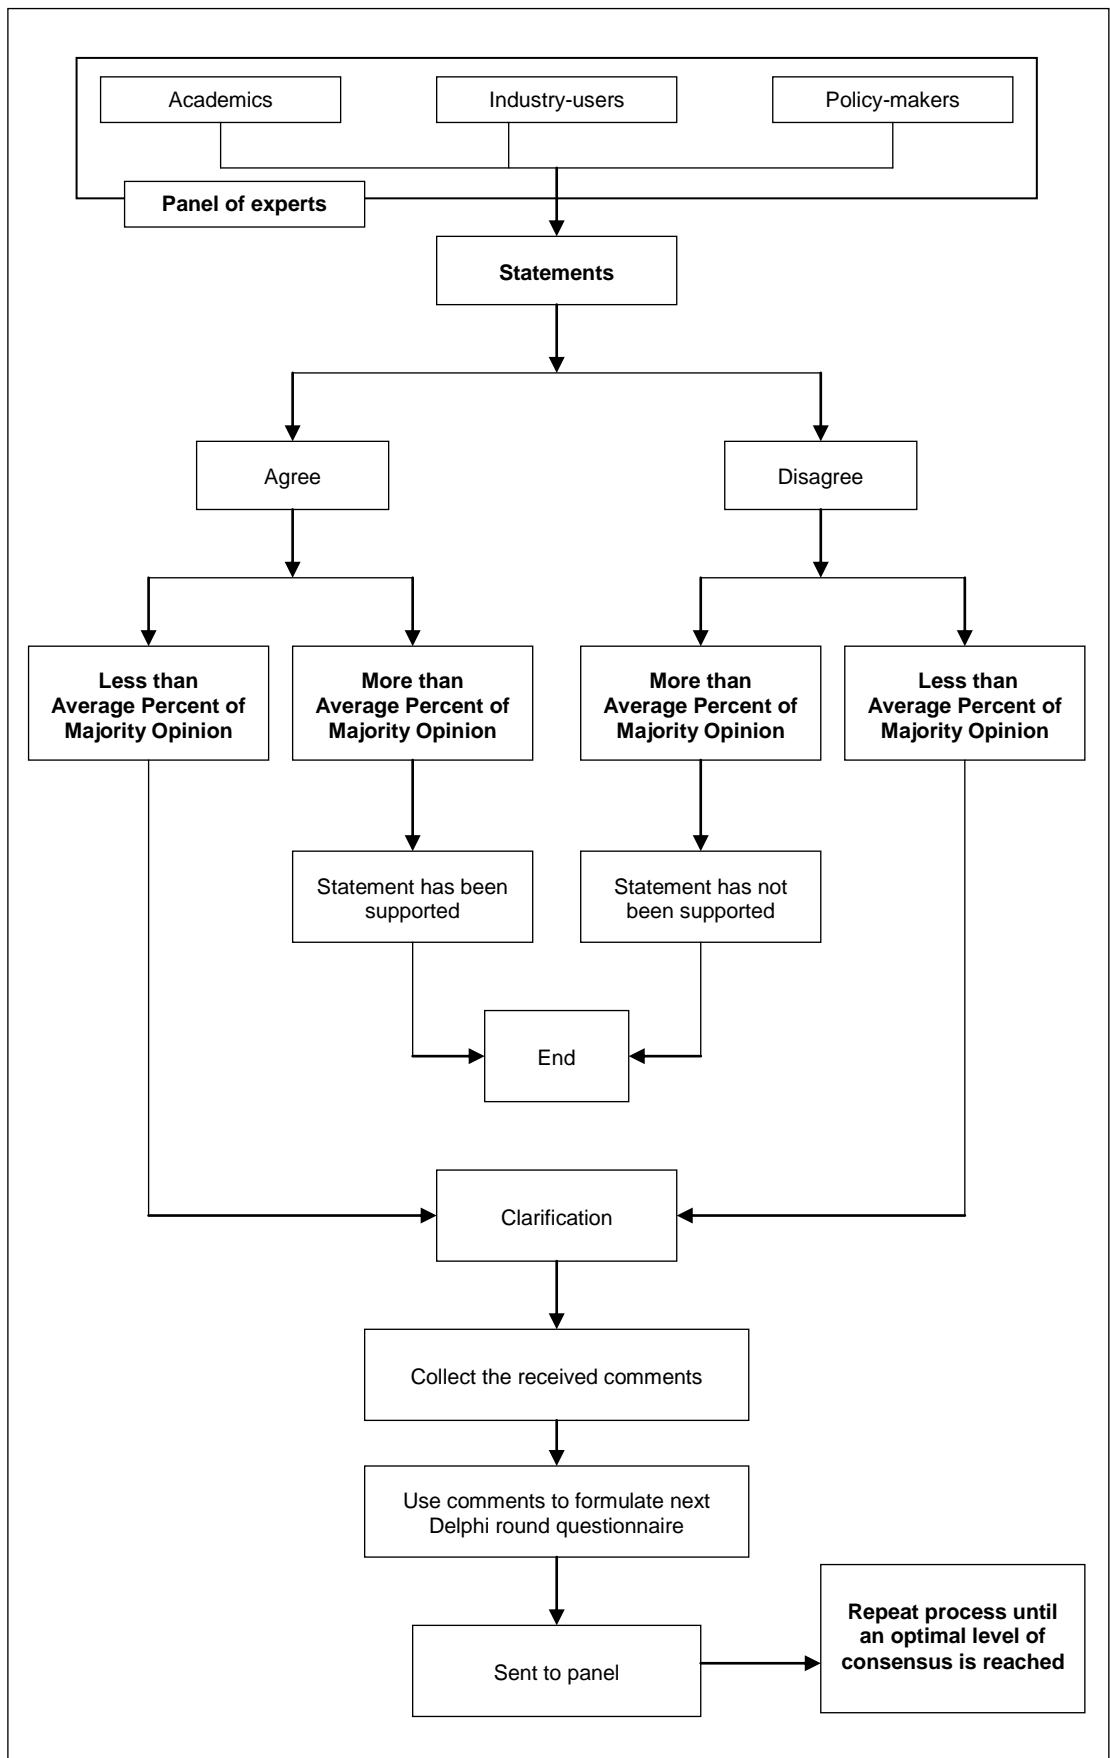 Academics
Industry-users
Policy-makers
Panel of experts
Statements
Agree
Disagree
Less than
Average Percent of
Majority Opinion
More than
Average Percent of
Majority Opinion
More than
Average Percent of
Majority Opinion
Less than
Average Percent of
Majority Opinion
Statement has been
supported
Statement has not
been supported
End
Clarification
Collect the received comments
Use comments to formulate next
Delphi round questionnaire
Sent to panel
Repeat process until
an optimal level of
consensus is reached